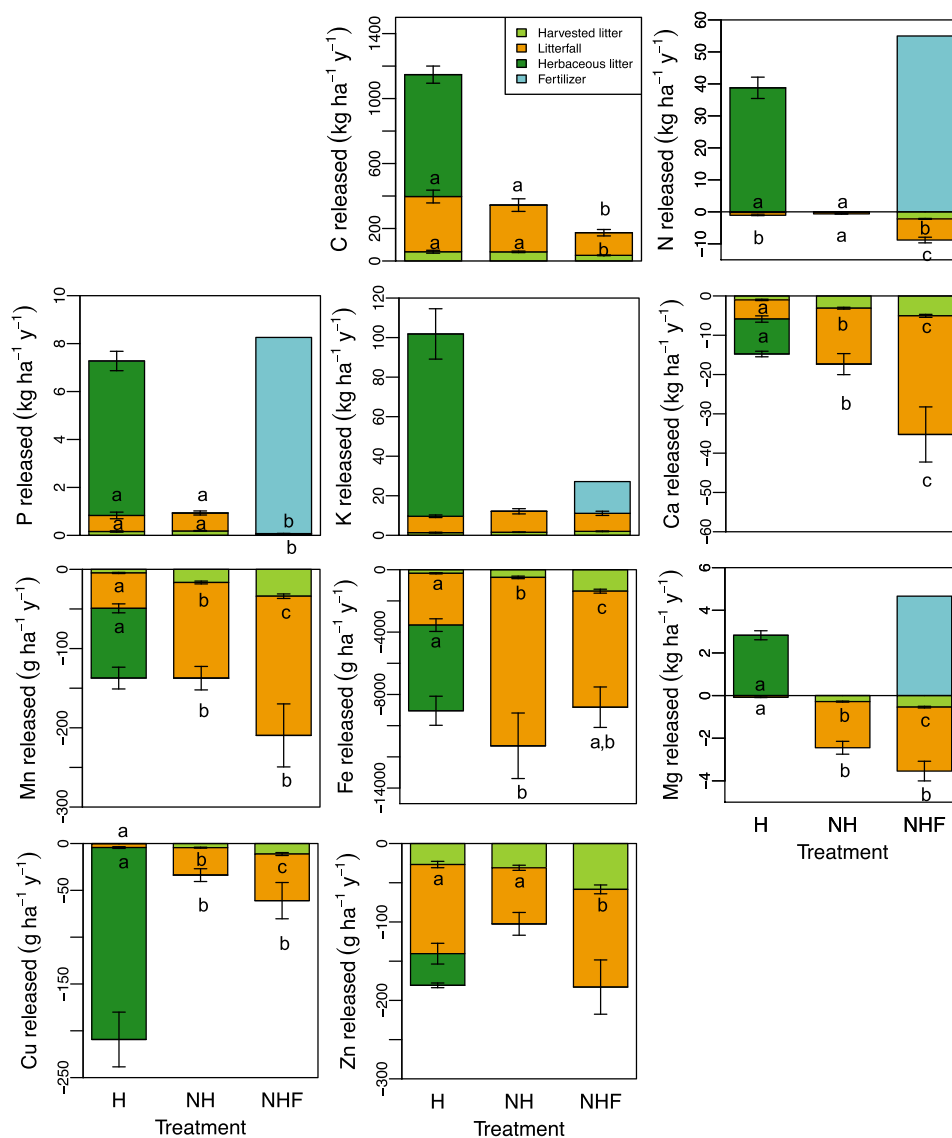 C released (kg ha⁻¹ y⁻¹)
1400
1000
600
200
0
Harvested litter
Litterfall
Herbaceous litter
Fertilizer
a
a
a
a
b
b
N released (kg ha⁻¹ y⁻¹)
60
50
40
30
20
10
0
−10
a
a
b
b
a
c
P released (kg ha⁻¹ y⁻¹)
10
8
6
4
2
0
a
a
a
a
b
b
K released (kg ha⁻¹ y⁻¹)
120
100
80
60
40
20
0
Ca released (kg ha⁻¹ y⁻¹)
0
−10
−20
−30
−40
−50
−60
a
b
c
a
b
c
Mn released (g ha⁻¹ y⁻¹)
0
−100
−200
−300
a
b
c
a
b
b
Fe released (g ha⁻¹ y⁻¹)
0
−4000
−8000
−14000
a
b
c
a
b
a,b
Mg released (kg ha⁻¹ y⁻¹)
4
2
0
−2
−4
a
a
b
c
b
b
H
NH
NHF
Treatment
Cu released (g ha⁻¹ y⁻¹)
0
−50
−150
−250
a
a
b
c
b
b
H
NH
NHF
Treatment
Zn released (g ha⁻¹ y⁻¹)
0
−100
−200
−300
a
a
b
H
NH
NHF
Treatment